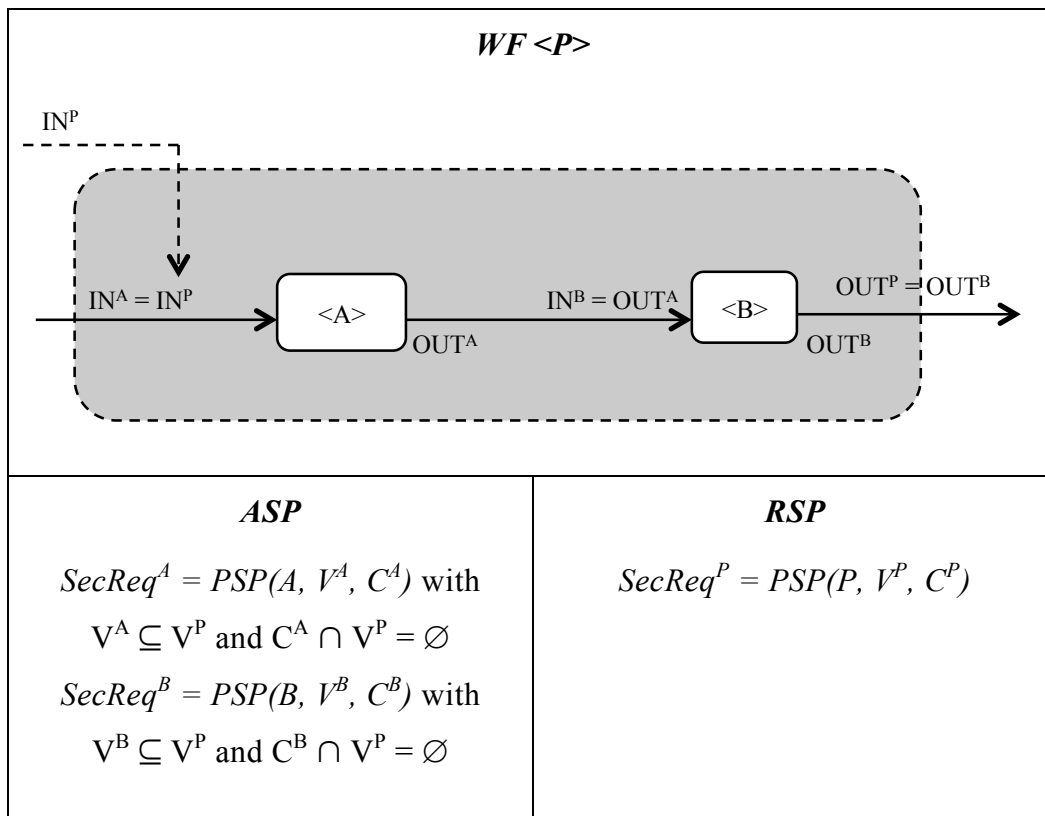 WF <P>
IN^P
IN^A = IN^P
<A>
OUT^A
IN^B = OUT^A
<B>
OUT^P = OUT^B
OUT^B
ASP
SecReq^A = PSP(A, V^A, C^A) with
V^A ⊆ V^P and C^A ∩ V^P = ∅
SecReq^B = PSP(B, V^B, C^B) with
V^B ⊆ V^P and C^B ∩ V^P = ∅
RSP
SecReq^P = PSP(P, V^P, C^P)